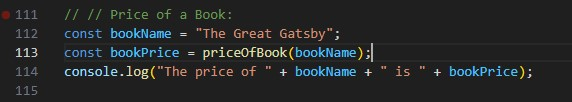 111 // // Price of a Book:
112 const bookName = "The Great Gatsby";
113 const bookPrice = priceOfBook(bookName);
114 console.log("The price of " + bookName + " is " + bookPrice);
115